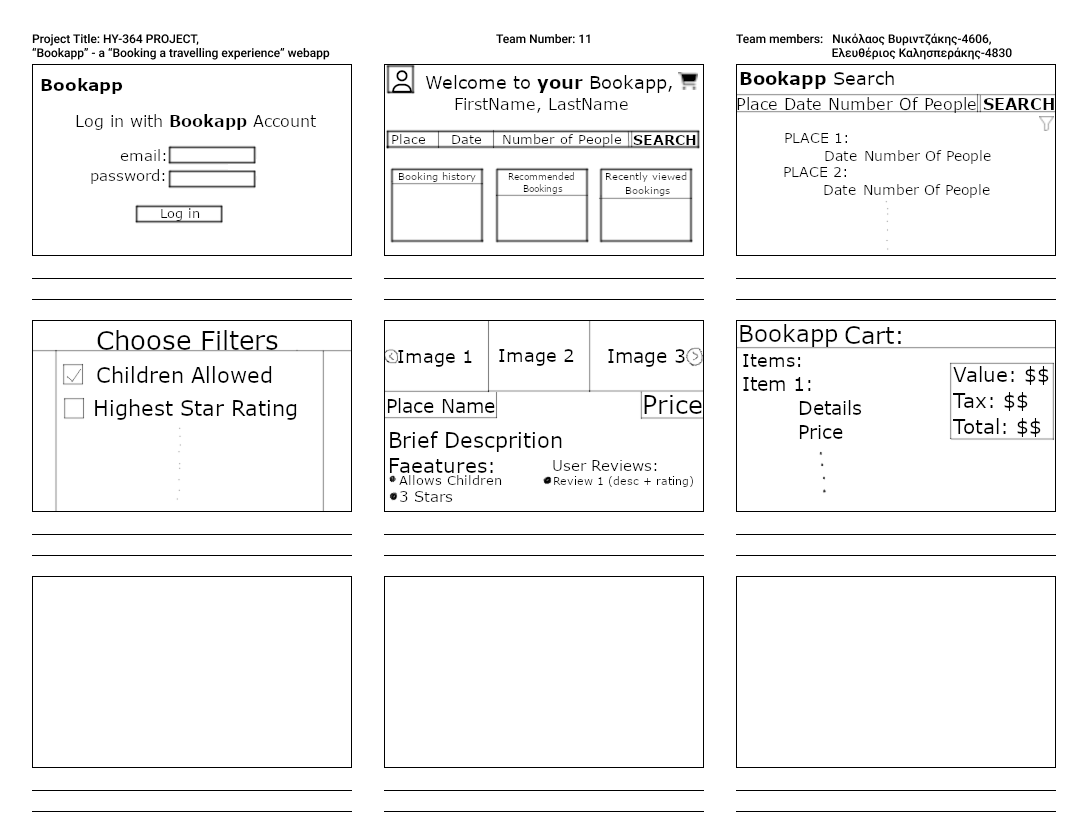 Project Title: HY-364 PROJECT,
“Bookapp” - a “Booking a travelling experience” webapp
Team Number: 11
Team members: Νικόλαος Βυριντζάκης-4606,
Ελευθέριος Καλησπεράκης-4830
Bookapp
Log in with Bookapp Account
email:
password:
Log in
Welcome to your Bookapp,
FirstName, LastName
Place Date Number of People SEARCH
Booking history
Recommended
Bookings
Recently viewed
Bookings
Bookapp Search
Place Date Number Of People SEARCH
PLACE 1:
Date Number Of People
PLACE 2:
Date Number Of People
Choose Filters
Children Allowed
Highest Star Rating
Image 1 Image 2 Image 3
Place Name Price
Brief Descprition
Faeatures:
Allows Children
3 Stars
User Reviews:
Review 1 (desc + rating)
Bookapp Cart:
Items:
Item 1:
Details
Price
Value: $$
Tax: $$
Total: $$